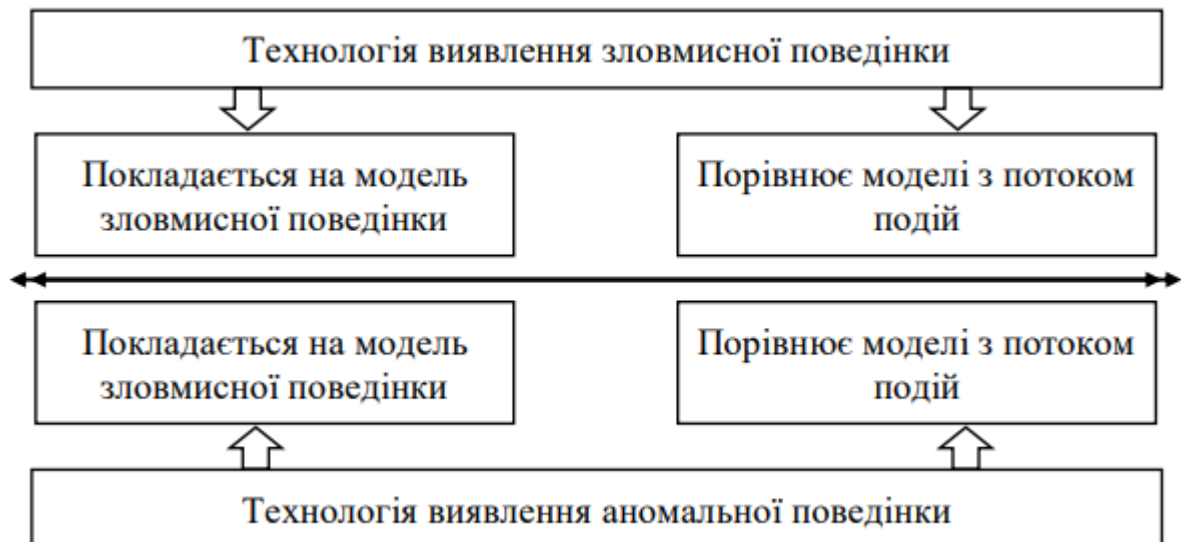 Технологія виявлення зловмисної поведінки
Покладається на модель
зловмисної поведінки
Порівнює моделі з потоком
подій
Покладається на модель
зловмисної поведінки
Порівнює моделі з потоком
подій
Технологія виявлення аномальної поведінки